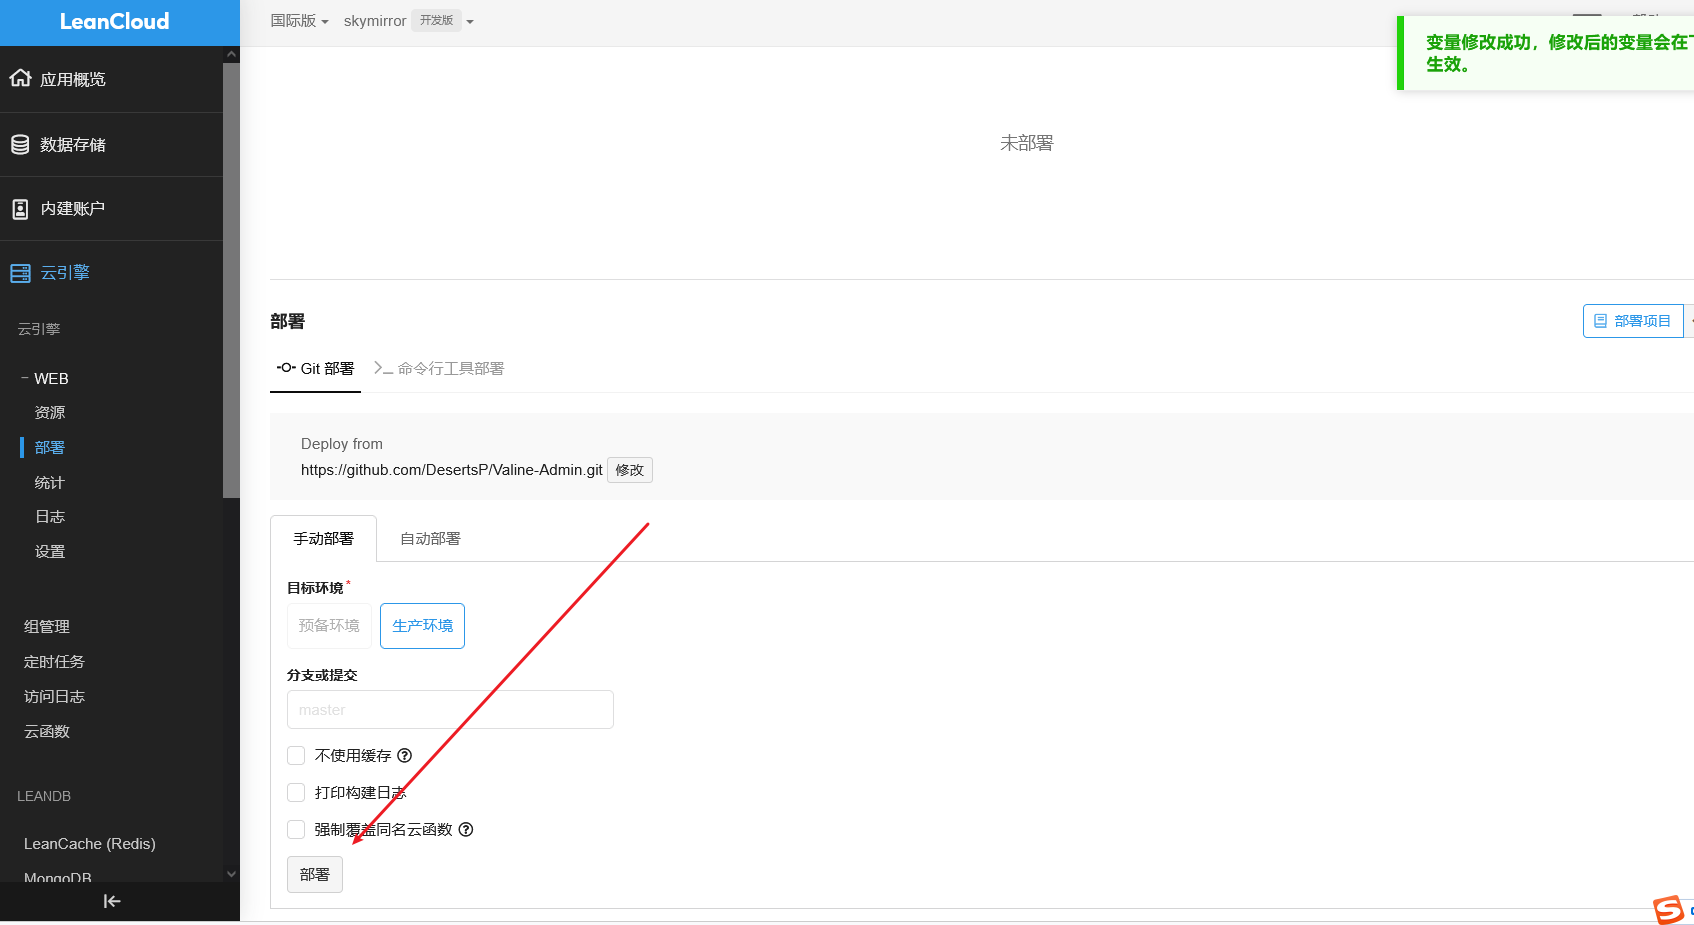 LeanCloud
国际版 skymirror 开发版
变量修改成功，修改后的变量会在
生效。
应用概览
数据存储
内建账户
云引擎
云引擎
WEB
资源
部署
统计
日志
设置
组管理
定时任务
访问日志
云函数
LEANDB
LeanCache (Redis)
MongoDB
未部署
部署
部署项目
Git 部署 命令行工具部署
Deploy from
https://github.com/DesertsP/Valine-Admin.git 修改
手动部署 自动部署
目标环境*
预备环境 生产环境
分支或提交
master
不使用缓存
打印构建日志
强制覆盖同名云函数
部署